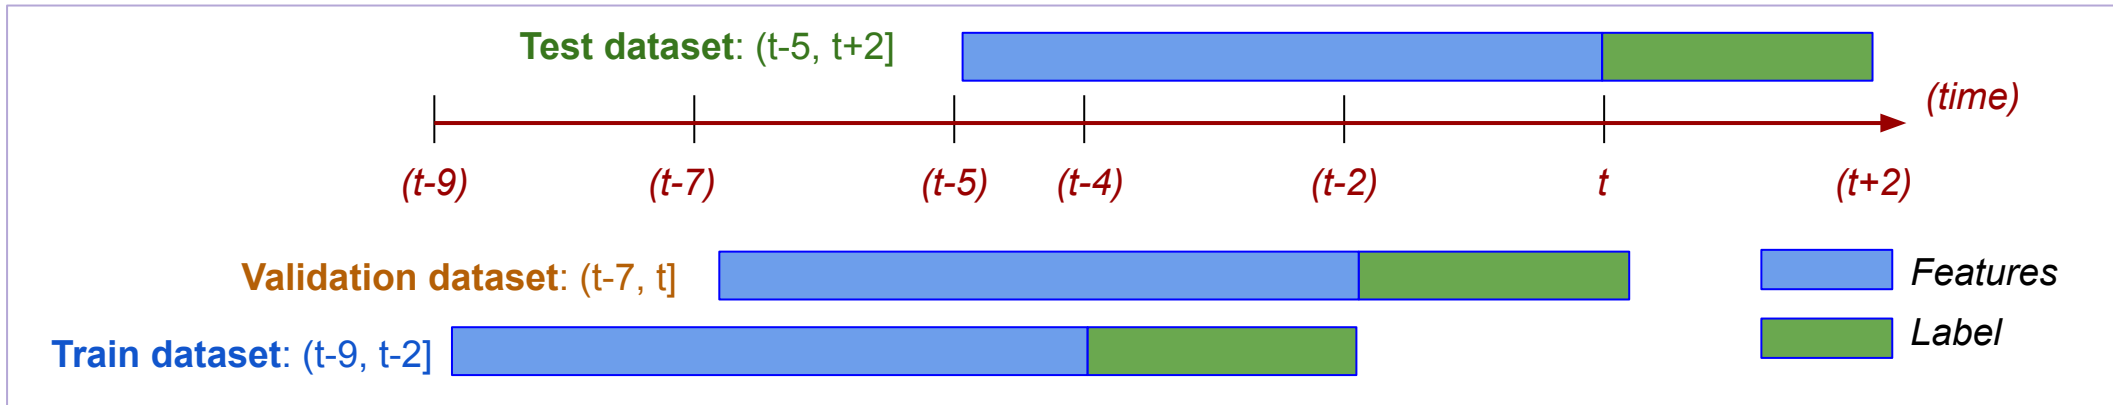 Test dataset: (t-5, t+2]
(time)
(t-9) (t-7) (t-5) (t-4) (t-2) t (t+2)
Validation dataset: (t-7, t]
Features
Train dataset: (t-9, t-2]
Label